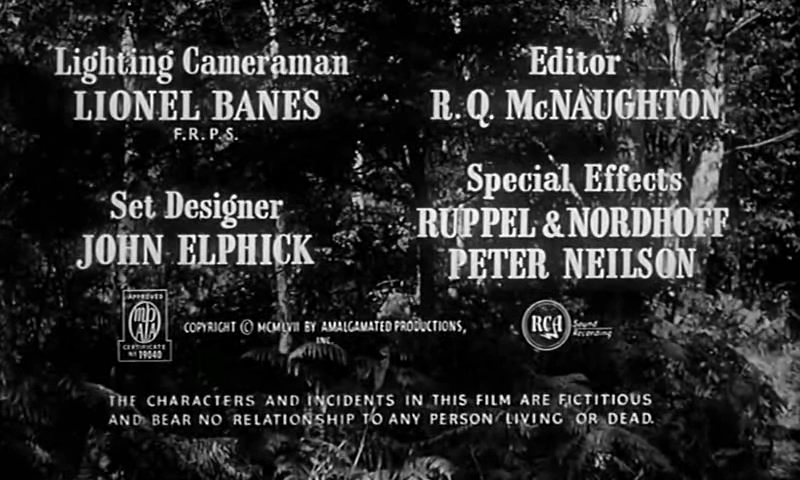 Lighting Cameraman
LIONEL BANES
F.R.P.S.
Editor
R.Q. McNAUGHTON
Set Designer
JOHN ELPHICK
Special Effects
RUPPEL & NORDHOFF
PETER NEILSON
APPROVED
MPAA
CERTIFICATE
Nº 19040
COPYRIGHT © MCMLVII BY AMALGAMATED PRODUCTIONS,
INC.
RCA
Sound
Recording
THE CHARACTERS AND INCIDENTS IN THIS FILM ARE FICTITIOUS
AND BEAR NO RELATIONSHIP TO ANY PERSON LIVING OR DEAD.